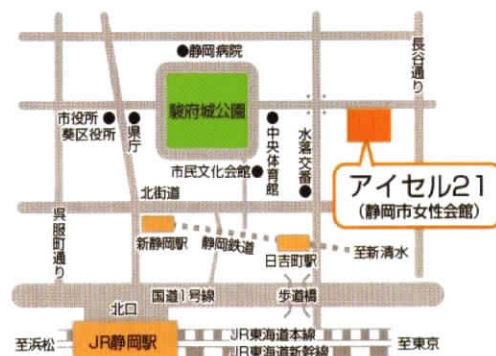 静岡病院
長谷通り
駿府城公園
市役所
葵区役所
県庁
中央体育館
水落交番
市民文化会館
アイセル21
(静岡市女性会館)
北街道
呉服町通り
新静岡駅
静岡鉄道
日吉町駅
至新清水
国道1号線
歩道橋
北口
至浜松
JR静岡駅
JR東海道本線
JR東海道新幹線
至東京